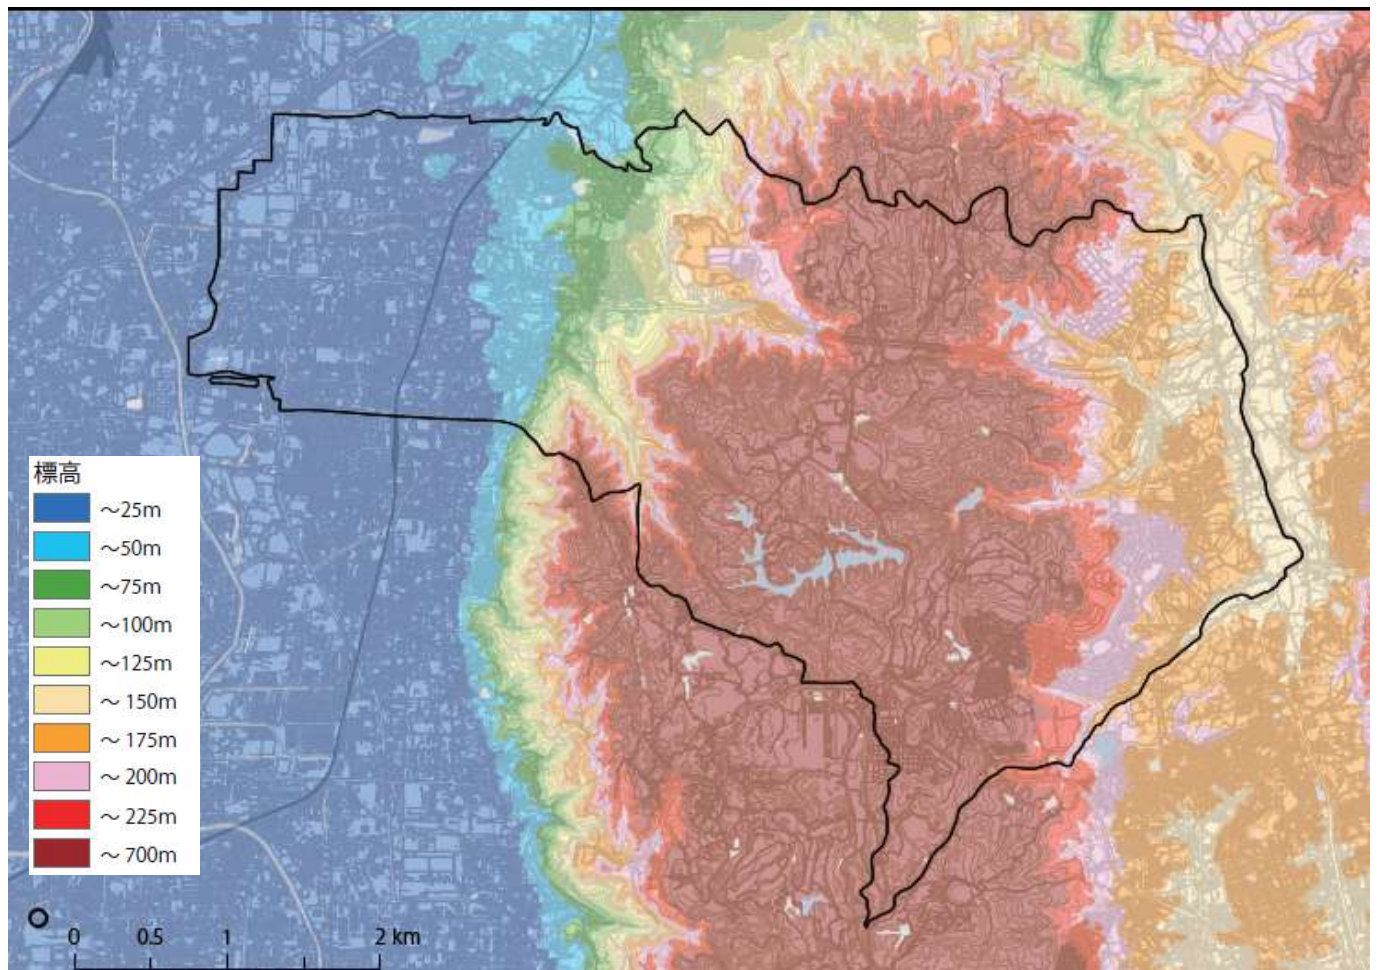 標高
～25m
～50m
～75m
～100m
～125m
～ 150m
～ 175m
～ 200m
～ 225m
～ 700m
0 0.5 1 2 km